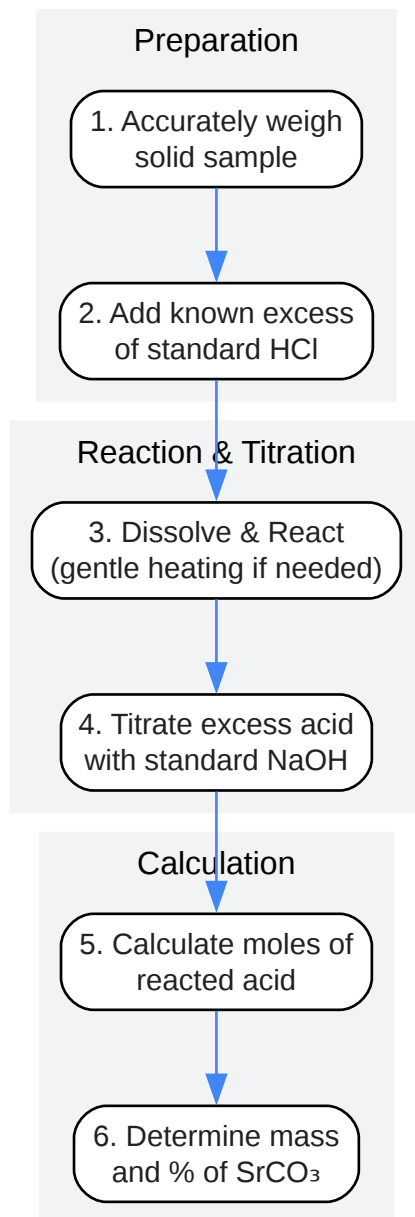 Preparation
1. Accurately weigh
solid sample
2. Add known excess
of standard HCl
Reaction & Titration
3. Dissolve & React
(gentle heating if needed)
4. Titrate excess acid
with standard NaOH
Calculation
5. Calculate moles of
reacted acid
6. Determine mass
and % of SrCO₃